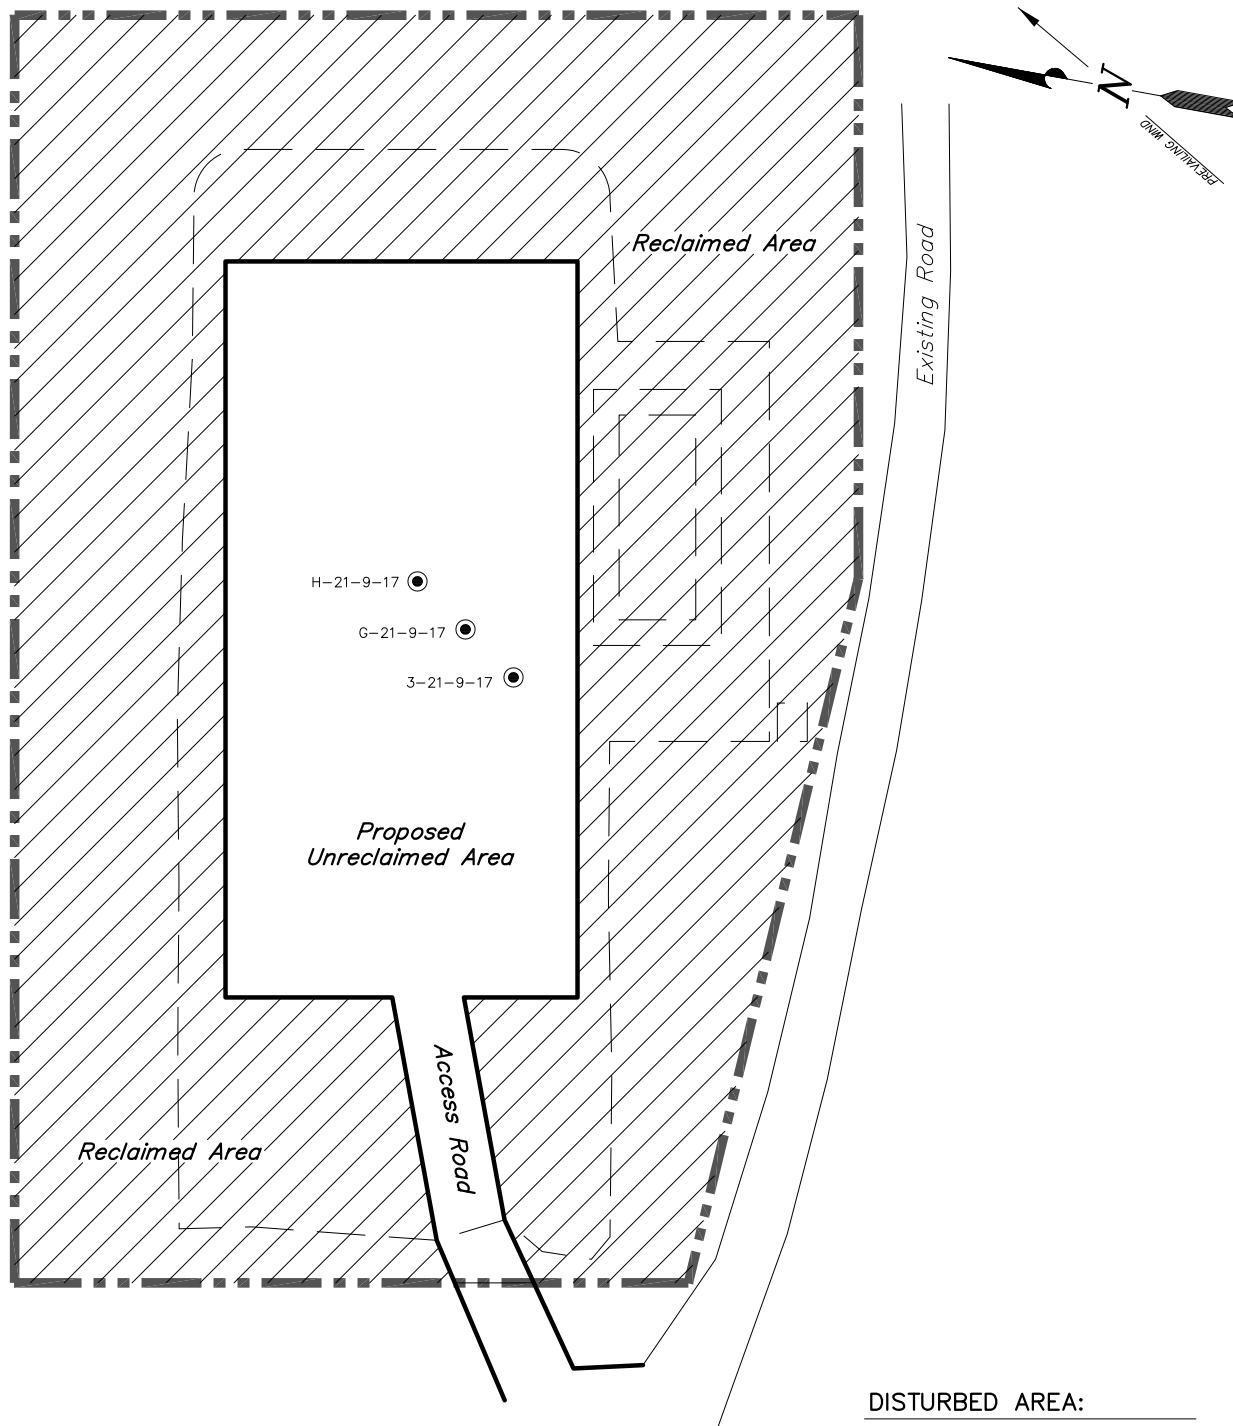 N
PREVAILING WIND
Reclaimed Area
Existing Road
H-21-9-17
G-21-9-17
3-21-9-17
Proposed
Unreclaimed Area
Access Road
Reclaimed Area
DISTURBED AREA: